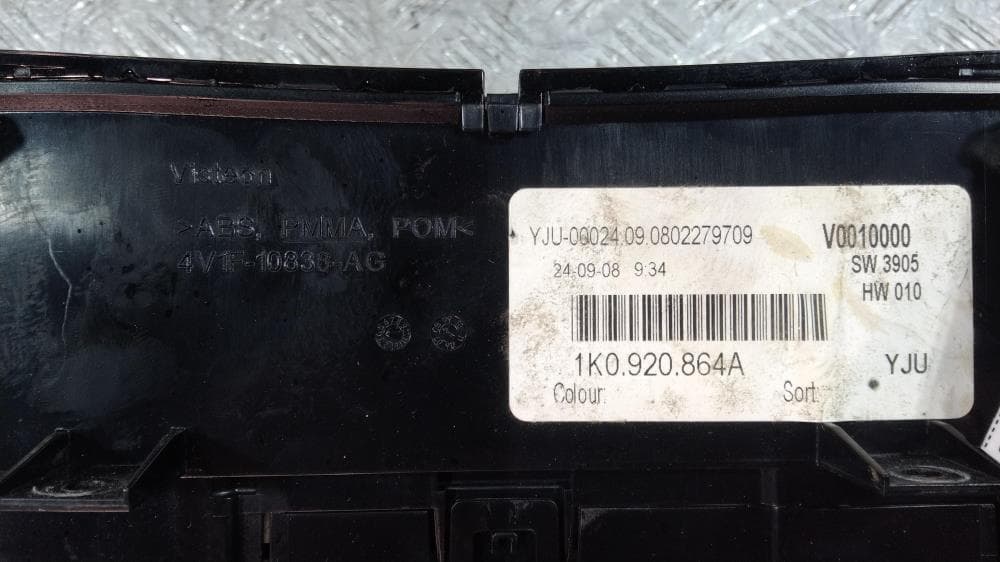 Visteon
>ABS, PMMA, POM<
4V1F-10838-AG
YJU-00024.09.0802279709
V0010000
24-09-08 9:34
SW 3905
HW 010
1K0.920.864A
YJU
Colour:
Sort: